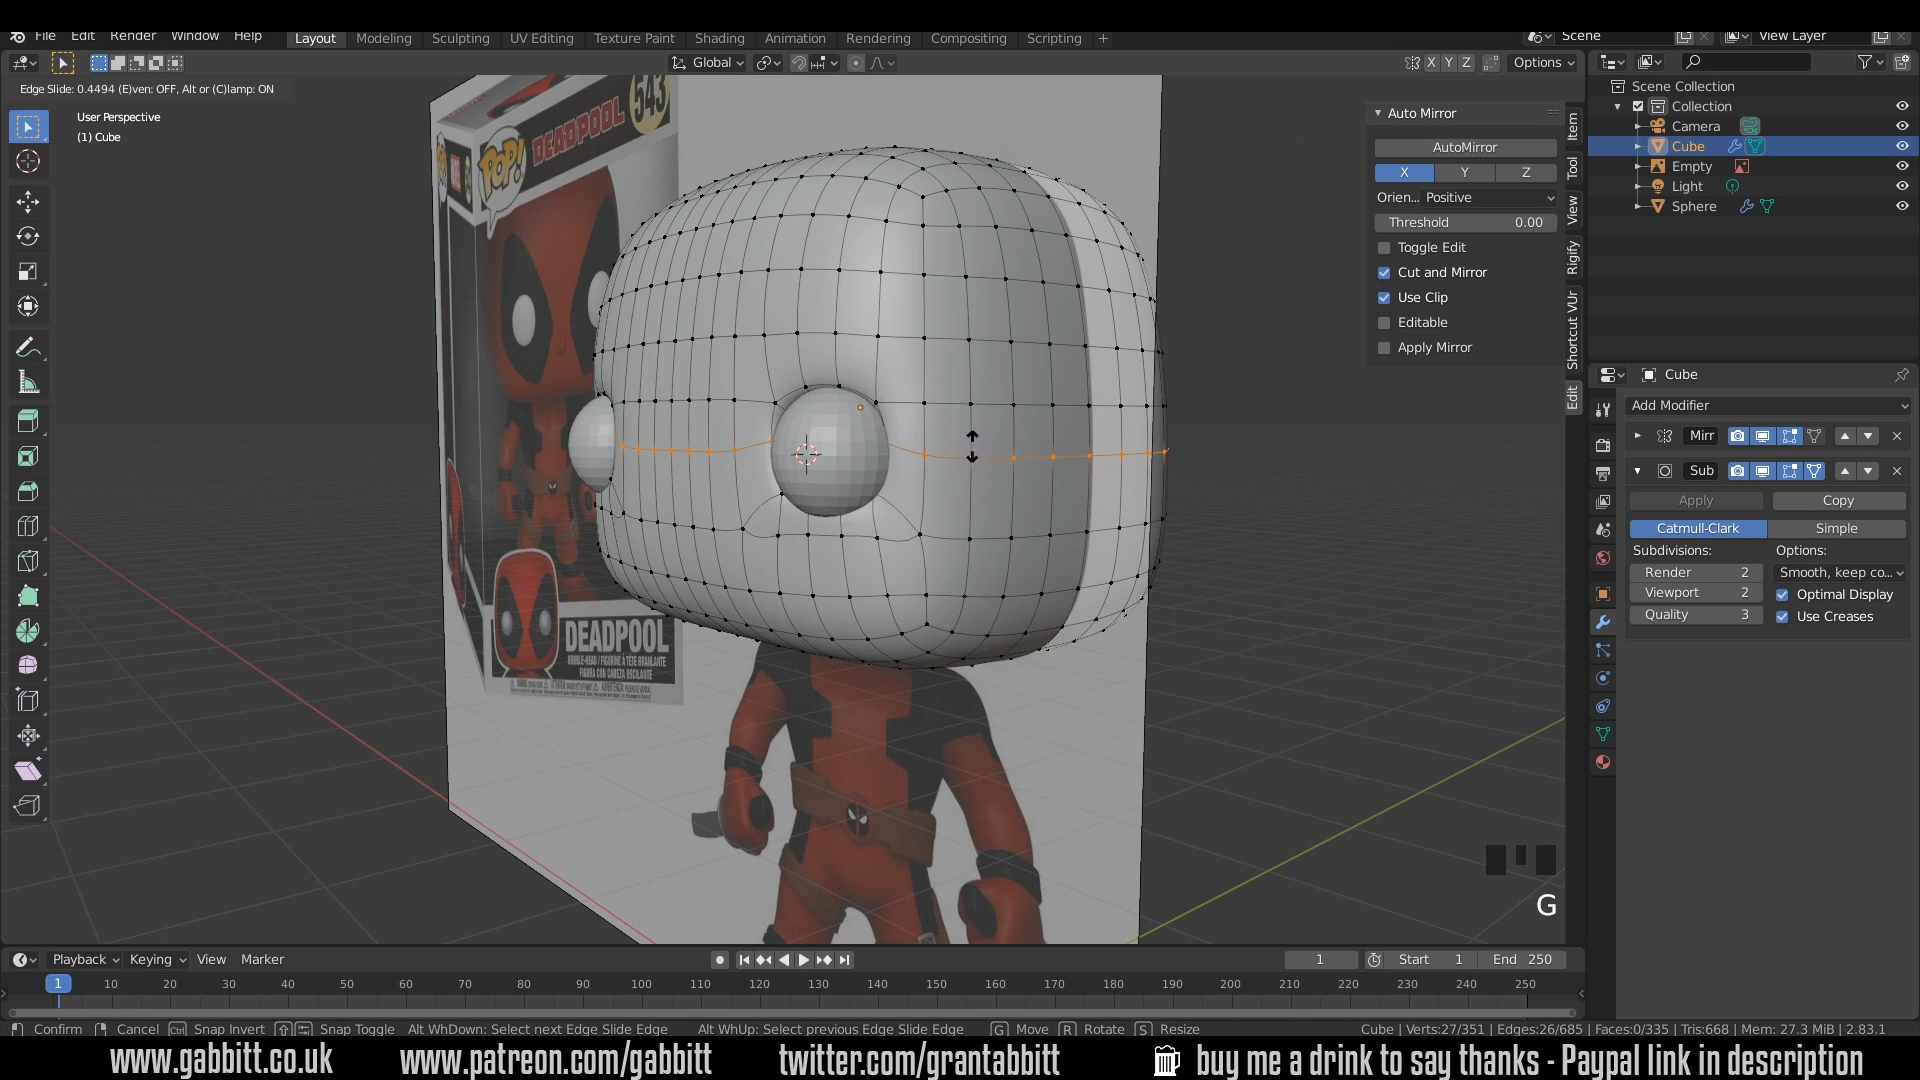 File Edit Render Window Help Layout Modeling Sculpting UV Editing Texture Paint Shading Animation Rendering Compositing Scripting + Scene View Layer
Global X Y Z Options
Edge Slide: 0.4494 (E)ven: OFF, Alt or (C)lamp: ON
User Perspective
(1) Cube
543
POP!
DEADPOOL
DEADPOOL
BOBBLE-HEAD / FIGURINE À TÊTE BRANLANTE
FIGURA CON CABEZA OSCILANTE
Auto Mirror
AutoMirror
X Y Z
Orien... Positive
Threshold 0.00
Toggle Edit
Cut and Mirror
Use Clip
Editable
Apply Mirror
Item
Tool
View
Rigify
Shortcut VUr
Edit
Scene Collection
Collection
Camera
Cube
Empty
Light
Sphere
Cube
Add Modifier
Mirr
Sub
Apply Copy
Catmull-Clark Simple
Subdivisions: Options:
Render 2 Smooth, keep co...
Viewport 2 Optimal Display
Quality 3 Use Creases
G
Playback Keying View Marker 1 Start 1 End 250
1 10 20 30 40 50 60 70 80 90 100 110 120 130 140 150 160 170 180 190 200 210 220 230 240 250
Confirm Cancel Ctrl Snap Invert Snap Toggle Alt WhDown: Select next Edge Slide Edge Alt WhUp: Select previous Edge Slide Edge G Move R Rotate S Resize Cube | Verts:27/351 | Edges:26/685 | Faces:0/335 | Tris:668 | Mem: 27.3 MiB | 2.83.1
www.gabbitt.co.uk www.patreon.com/gabbitt twitter.com/grantabbitt buy me a drink to say thanks - Paypal link in description